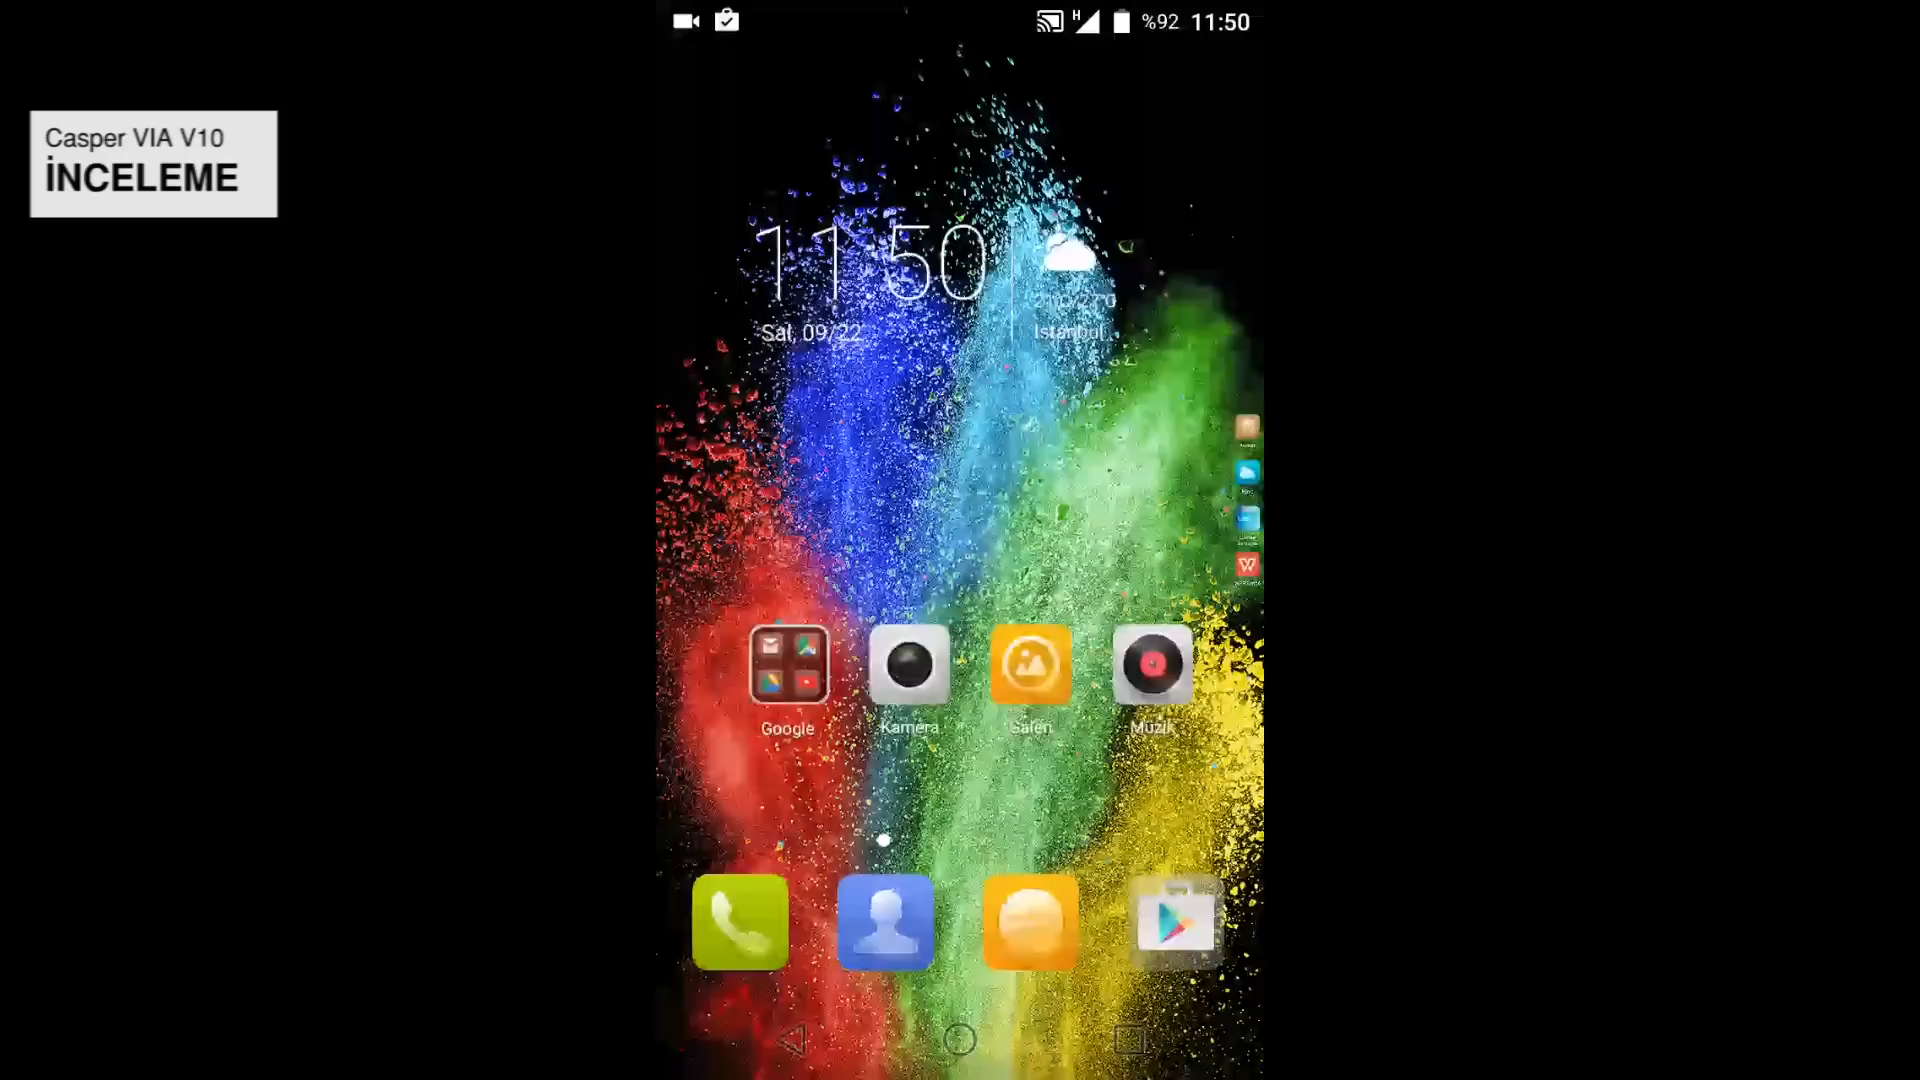 H %92 11:50
Casper VIA V10
İNCELEME
11:50
Sal, 09/22
İstanbul
Google Kamera Galeri Müzik